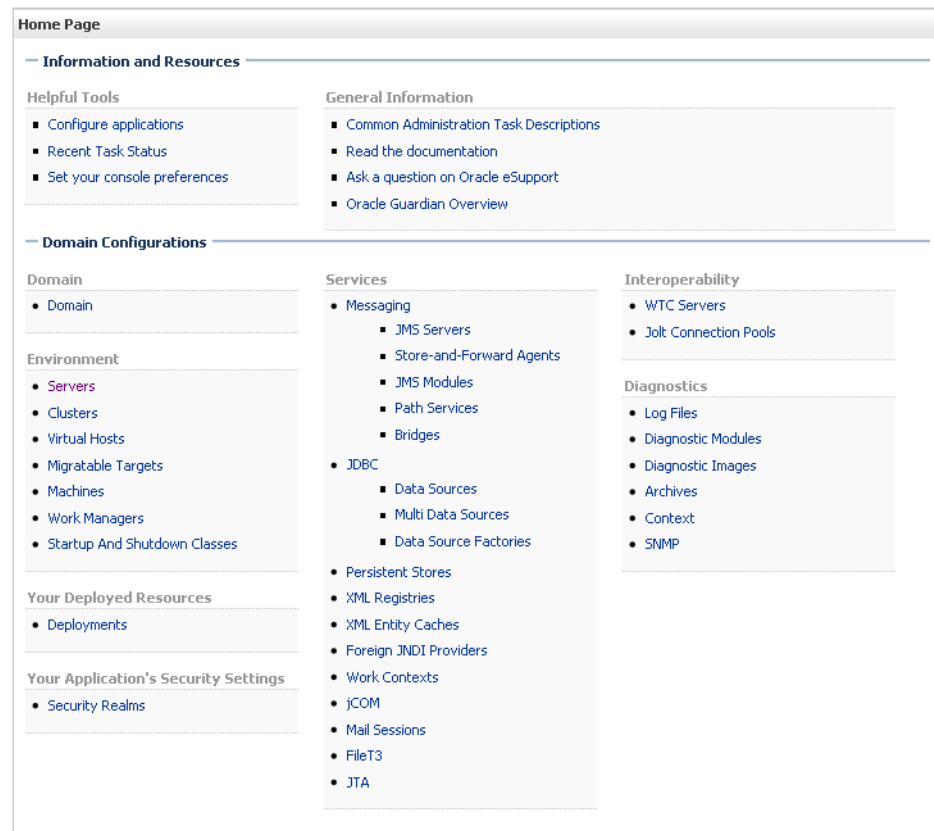 Home Page
Information and Resources
Helpful Tools
Configure applications
Recent Task Status
Set your console preferences
General Information
Common Administration Task Descriptions
Read the documentation
Ask a question on Oracle eSupport
Oracle Guardian Overview
Domain Configurations
Domain
Domain
Environment
Servers
Clusters
Virtual Hosts
Migratable Targets
Machines
Work Managers
Startup And Shutdown Classes
Your Deployed Resources
Deployments
Your Application's Security Settings
Security Realms
Services
Messaging
JMS Servers
Store-and-Forward Agents
JMS Modules
Path Services
Bridges
JDBC
Data Sources
Multi Data Sources
Data Source Factories
Persistent Stores
XML Registries
XML Entity Caches
Foreign JNDI Providers
Work Contexts
jCOM
Mail Sessions
FileT3
JTA
Interoperability
WTC Servers
Jolt Connection Pools
Diagnostics
Log Files
Diagnostic Modules
Diagnostic Images
Archives
Context
SNMP